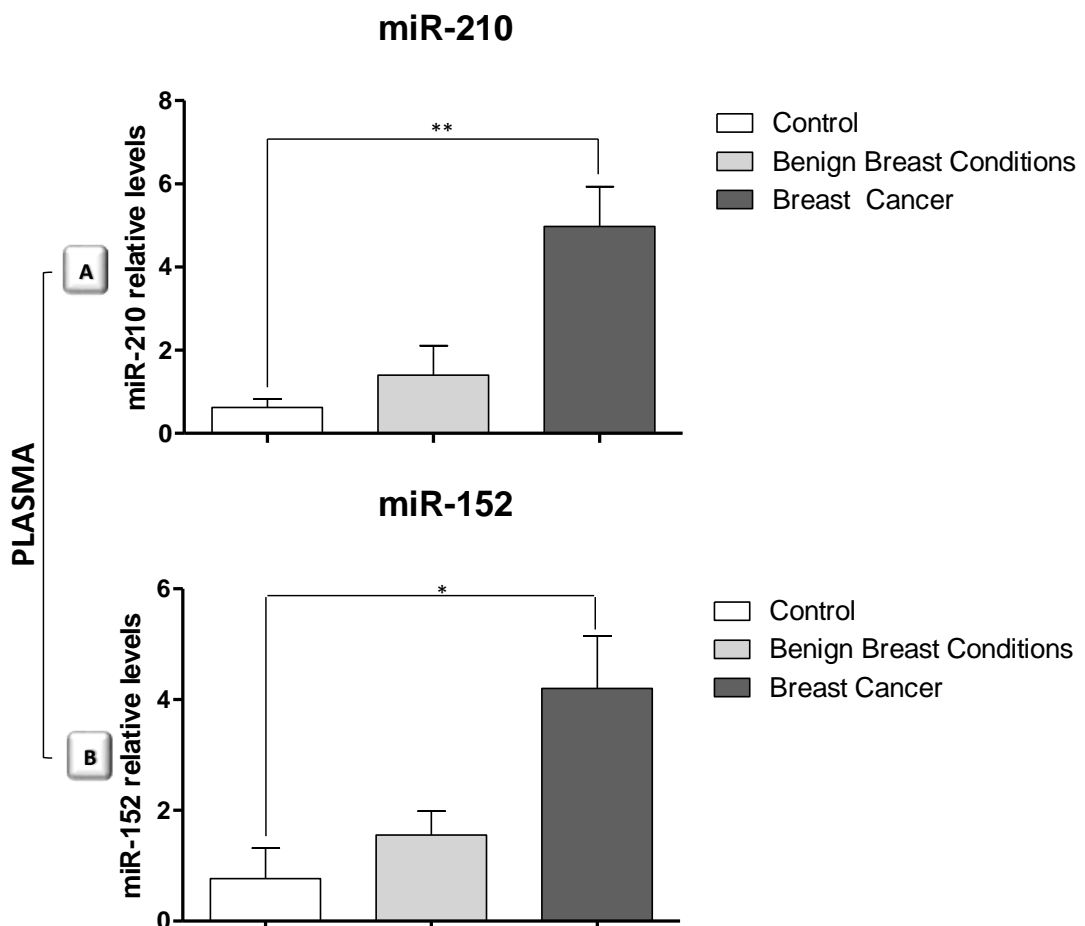 miR-210
8
6
4
2
0
miR-210 relative levels
**
Control
Benign Breast Conditions
Breast Cancer
A
PLASMA
miR-152
6
4
2
0
miR-152 relative levels
*
Control
Benign Breast Conditions
Breast Cancer
B